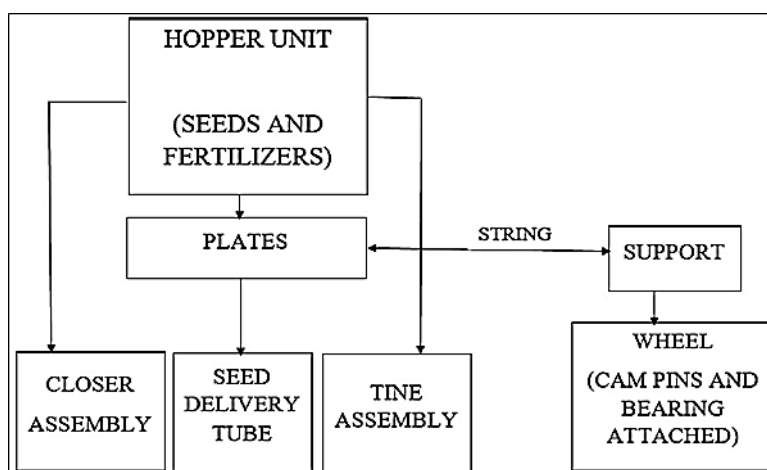 HOPPER UNIT
(SEEDS AND
FERTILIZERS)
PLATES
STRING
SUPPORT
CLOSER
ASSEMBLY
SEED
DELIVERY
TUBE
TINE
ASSEMBLY
WHEEL
(CAM PINS AND
BEARING
ATTACHED)